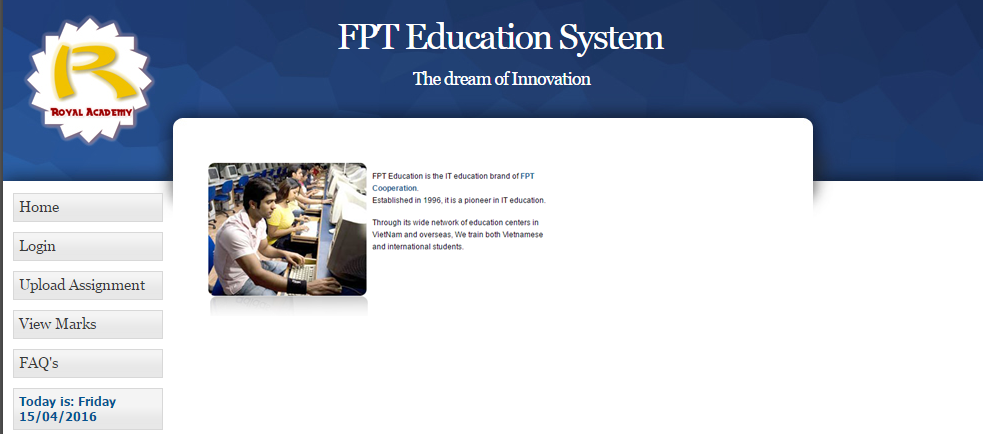 FPT Education System
The dream of Innovation
R
ROYAL ACADEMY
Home
Login
Upload Assignment
View Marks
FAQ's
Today is: Friday
15/04/2016
FPT Education is the IT education brand of FPT
Cooperation.
Established in 1996, it is a pioneer in IT education.
Through its wide network of education centers in
VietNam and overseas, We train both Vietnamese
and international students.